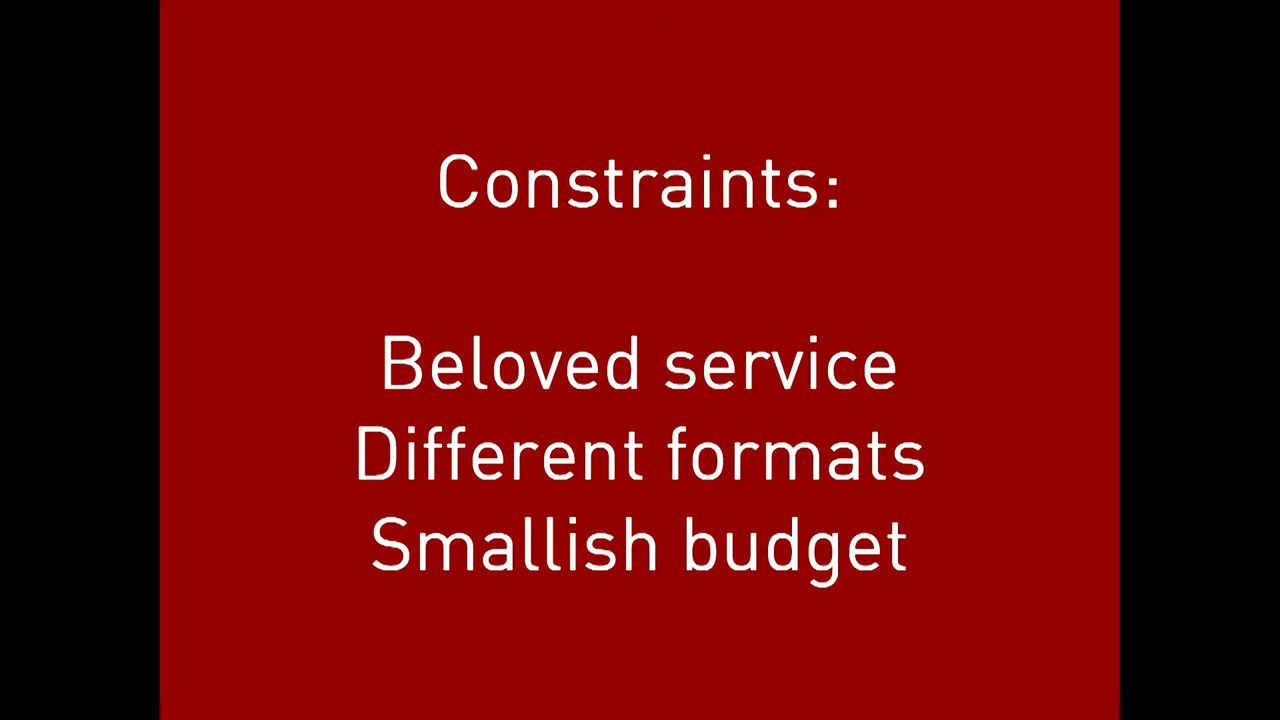 Constraints:
Beloved service
Different formats
Smallish budget